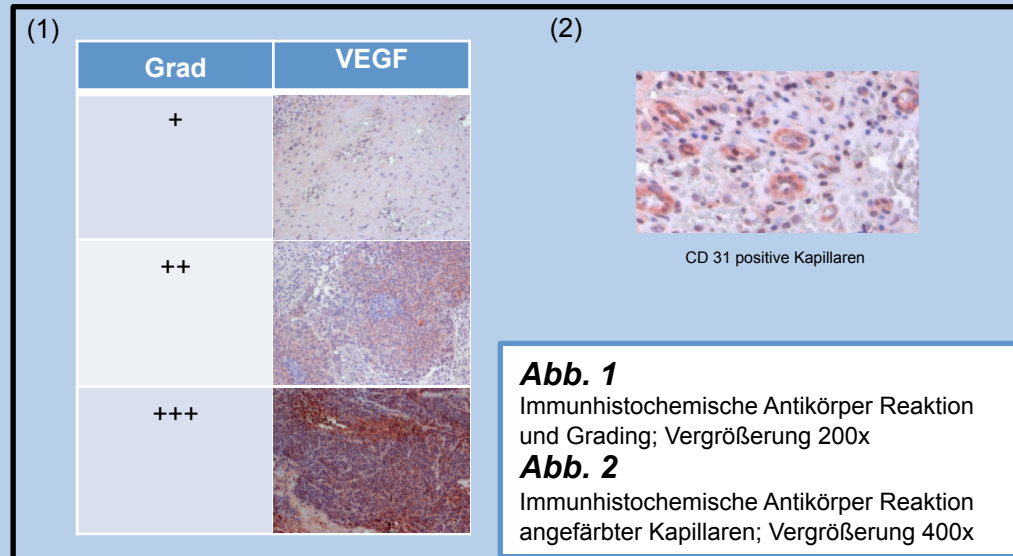 (1)
Grad VEGF
+
++
+++
(2)
CD 31 positive Kapillaren
Abb. 1
Immunhistochemische Antikörper Reaktion
und Grading; Vergrößerung 200x
Abb. 2
Immunhistochemische Antikörper Reaktion
angefärbter Kapillaren; Vergrößerung 400x